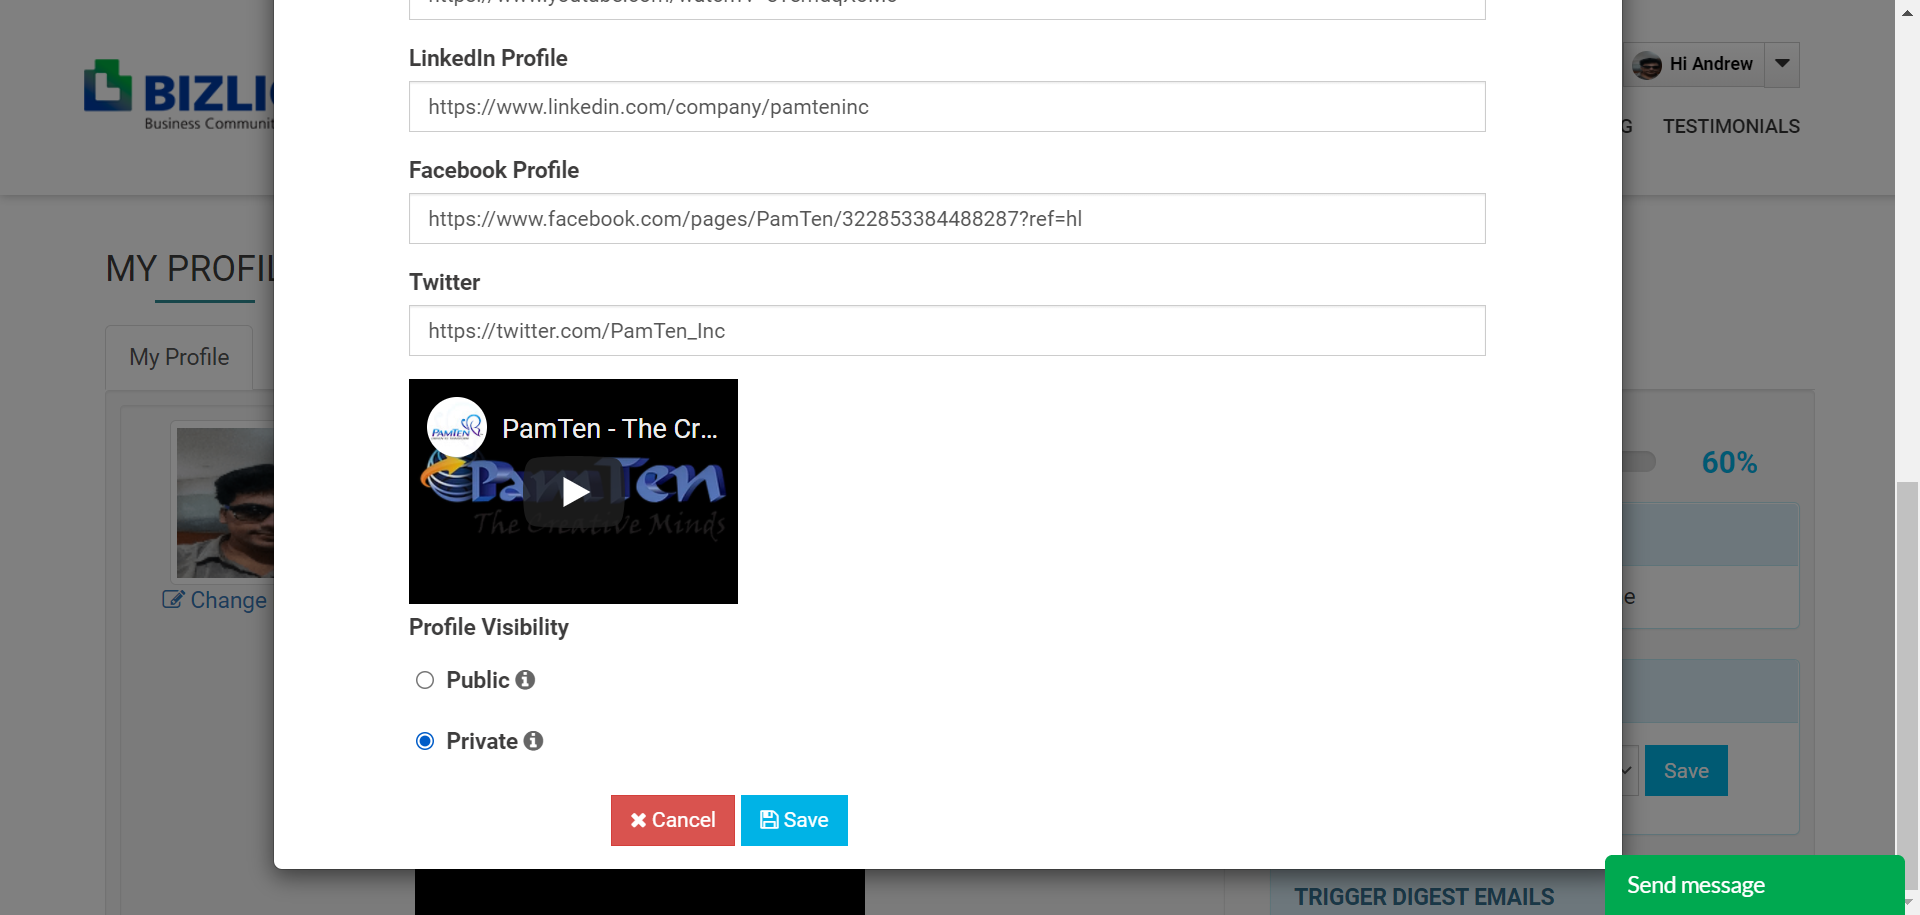 LinkedIn Profile
https://www.linkedin.com/company/pamteninc
Facebook Profile
https://www.facebook.com/pages/PamTen/322853384488287?ref=hl
Twitter
https://twitter.com/PamTen_Inc
PamTen - The Cr...
PAMTEN
PamTen
The Creative Minds
Profile Visibility
Public
Private
Cancel
Save
BIZLI
Business Communit
Hi Andrew
G
TESTIMONIALS
MY PROFIL
My Profile
Change
60%
e
Save
TRIGGER DIGEST EMAILS
Send message